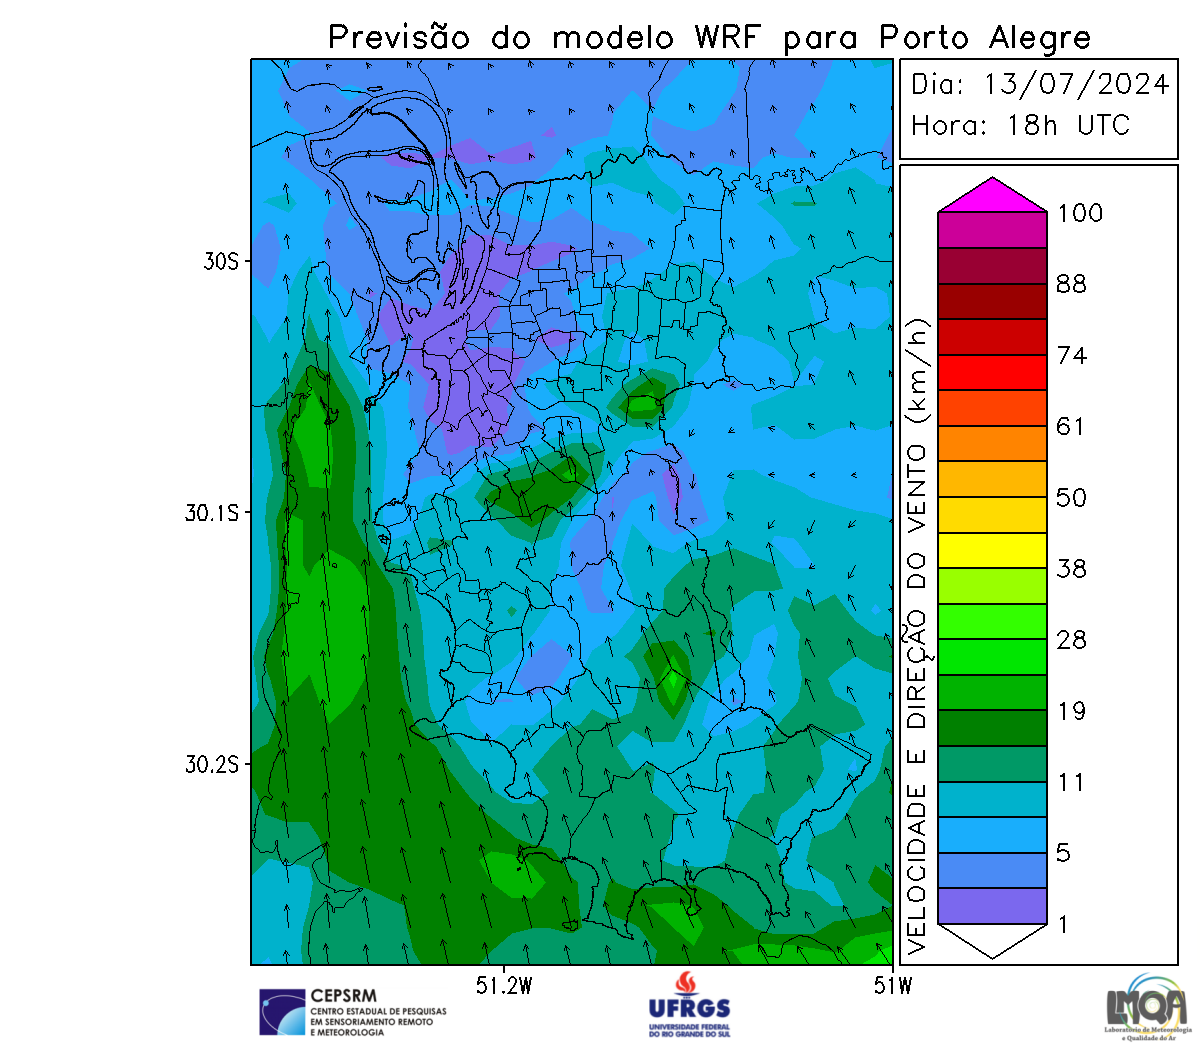 Previsão do modelo WRF para Porto Alegre
Dia: 13/07/2024
Hora: 18h UTC
30S
30.1S
30.2S
51.2W
51W
VELOCIDADE E DIREÇÃO DO VENTO (km/h)
100
88
74
61
50
38
28
19
11
5
1
CEPSRM
CENTRO ESTADUAL DE PESQUISAS
EM SENSORIAMENTO REMOTO
E METEOROLOGIA
UFRGS
UNIVERSIDADE FEDERAL
DO RIO GRANDE DO SUL
LMQA
Laboratório de Meteorologia
e Qualidade do Ar